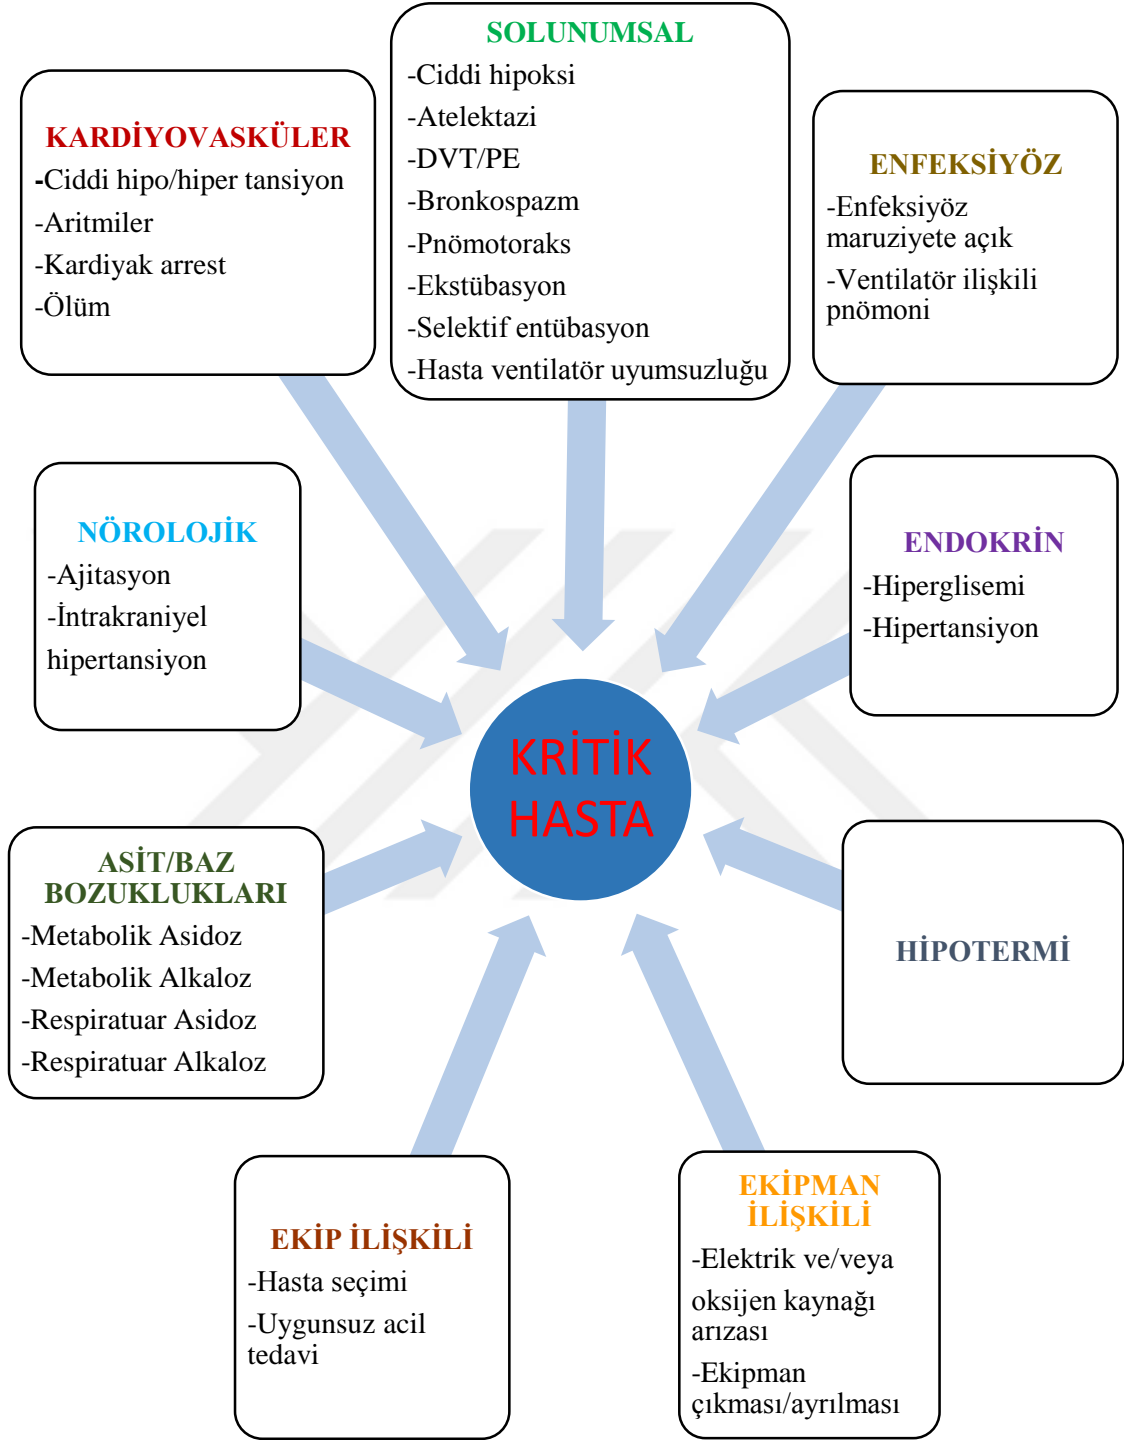 SOLUNUMSAL
-Ciddi hipoksi
-Atelektazi
-DVT/PE
-Bronkospazm
-Pnömotoraks
-Ekstübasyon
-Selektif entübasyon
-Hasta ventilatör uyumsuzluğu
KARDİYOVASKÜLER
-Ciddi hipo/hiper tansiyon
-Aritmiler
-Kardiyak arrest
-Ölüm
ENFEKSİYÖZ
-Enfeksiyöz
maruziyete açık
-Ventilatör ilişkili
pnömoni
NÖROLOJİK
-Ajitasyon
-İntrakraniyel
hipertansiyon
ENDOKRİN
-Hiperglisemi
-Hipertansiyon
KRİTİK
HASTA
ASİT/BAZ
BOZUKLUKLARI
-Metabolik Asidoz
-Metabolik Alkaloz
-Respiratuar Asidoz
-Respiratuar Alkaloz
HİPOTERMİ
EKİP İLİŞKİLİ
-Hasta seçimi
-Uygunsuz acil
tedavi
EKİPMAN
İLİŞKİLİ
-Elektrik ve/veya
oksijen kaynağı
arızası
-Ekipman
çıkması/ayrılması